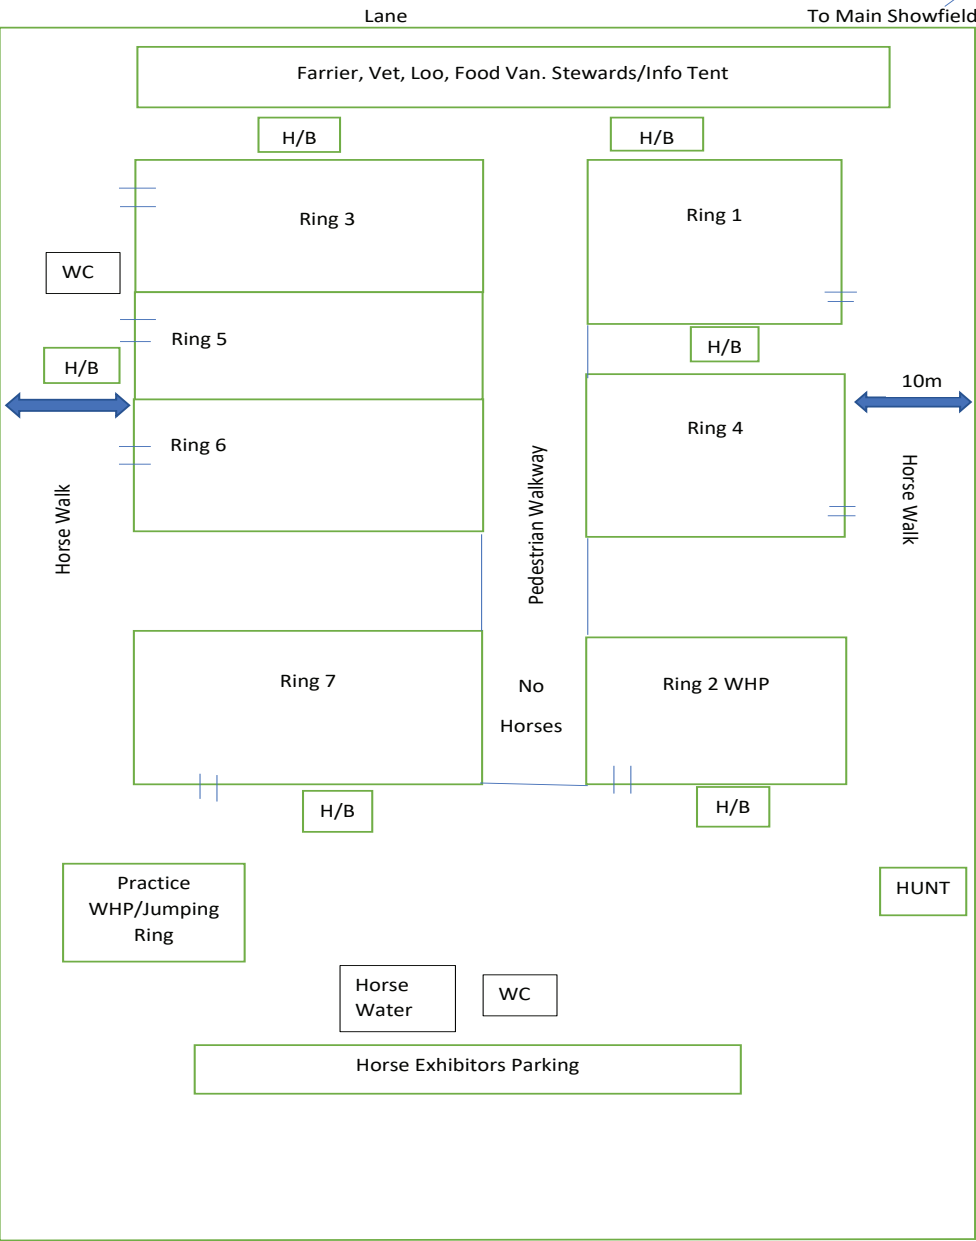 Lane
To Main Showfield
Farrier, Vet, Loo, Food Van. Stewards/Info Tent
H/B
H/B
Ring 3
Ring 1
WC
Ring 5
H/B
H/B
10m
Ring 6
Ring 4
Horse Walk
Pedestrian Walkway
Horse Walk
Ring 7
No
Horses
Ring 2 WHP
H/B
H/B
Practice
WHP/Jumping
Ring
HUNT
Horse
Water
WC
Horse Exhibitors Parking